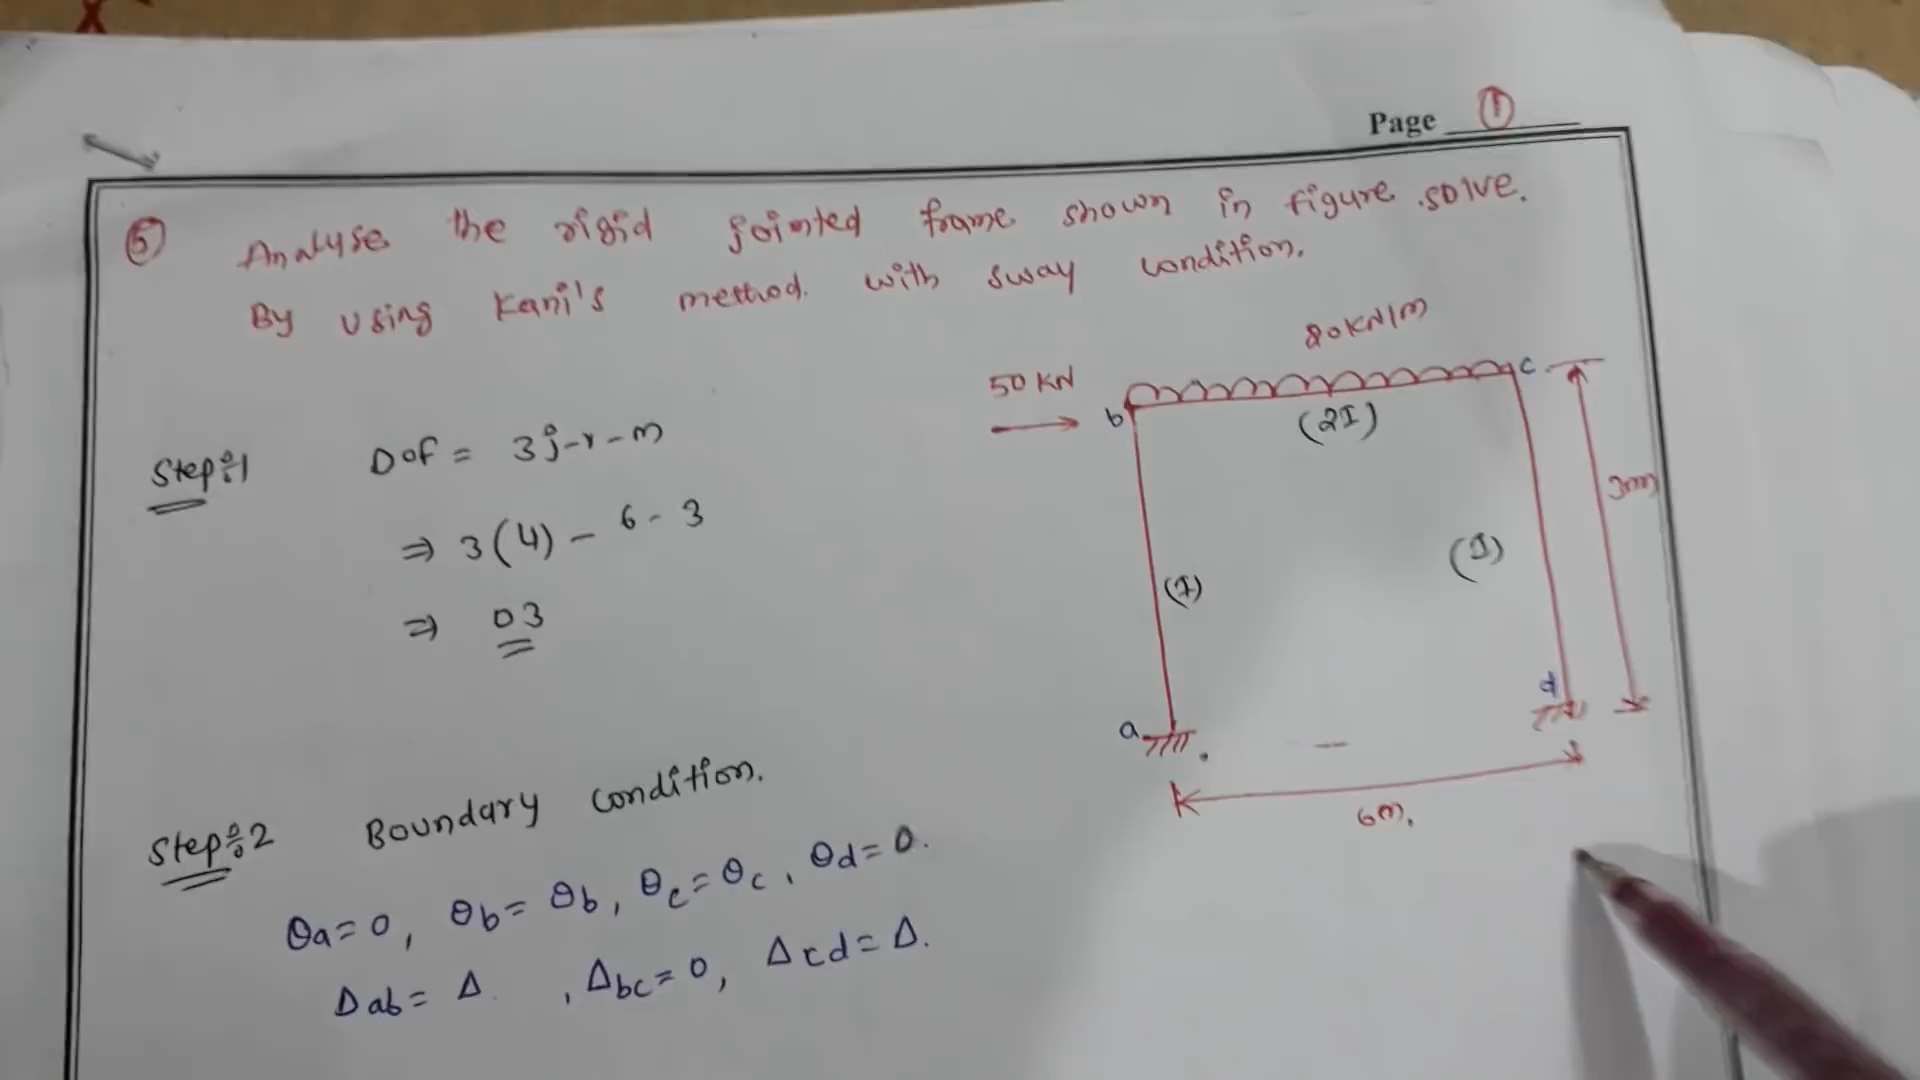 Page 1
5 Analyse the rigid jointed frame shown in figure. solve.
By using Kani's method. with sway condition.
80KN/m
50 KN
b
c
(2I)
3m
(I)
(I)
a
d
6m.
Step:1 Dof = 3j-r-m
⇒ 3(4) - 6 - 3
⇒ 03
Step:2 Boundary condition.
θa=0, θb=θb, θc=θc, θd=0.
Δab= Δ. , Δbc=0, Δcd=Δ.